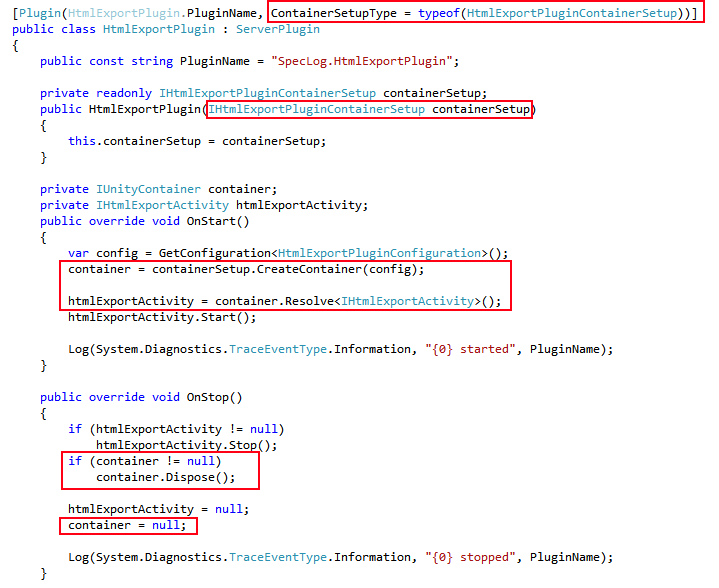 [Plugin(HtmlExportPlugin.PluginName, ContainerSetupType = typeof(HtmlExportPluginContainerSetup))]
public class HtmlExportPlugin : ServerPlugin
{
    public const string PluginName = "SpecLog.HtmlExportPlugin";

    private readonly IHtmlExportPluginContainerSetup containerSetup;
    public HtmlExportPlugin(IHtmlExportPluginContainerSetup containerSetup)
    {
        this.containerSetup = containerSetup;
    }

    private IUnityContainer container;
    private IHtmlExportActivity htmlExportActivity;
    public override void OnStart()
    {
        var config = GetConfiguration<HtmlExportPluginConfiguration>();
        container = containerSetup.CreateContainer(config);

        htmlExportActivity = container.Resolve<IHtmlExportActivity>();
        htmlExportActivity.Start();

        Log(System.Diagnostics.TraceEventType.Information, "{0} started", PluginName);
    }

    public override void OnStop()
    {
        if (htmlExportActivity != null)
            htmlExportActivity.Stop();
        if (container != null)
            container.Dispose();

        htmlExportActivity = null;
        container = null;

        Log(System.Diagnostics.TraceEventType.Information, "{0} stopped", PluginName);
    }